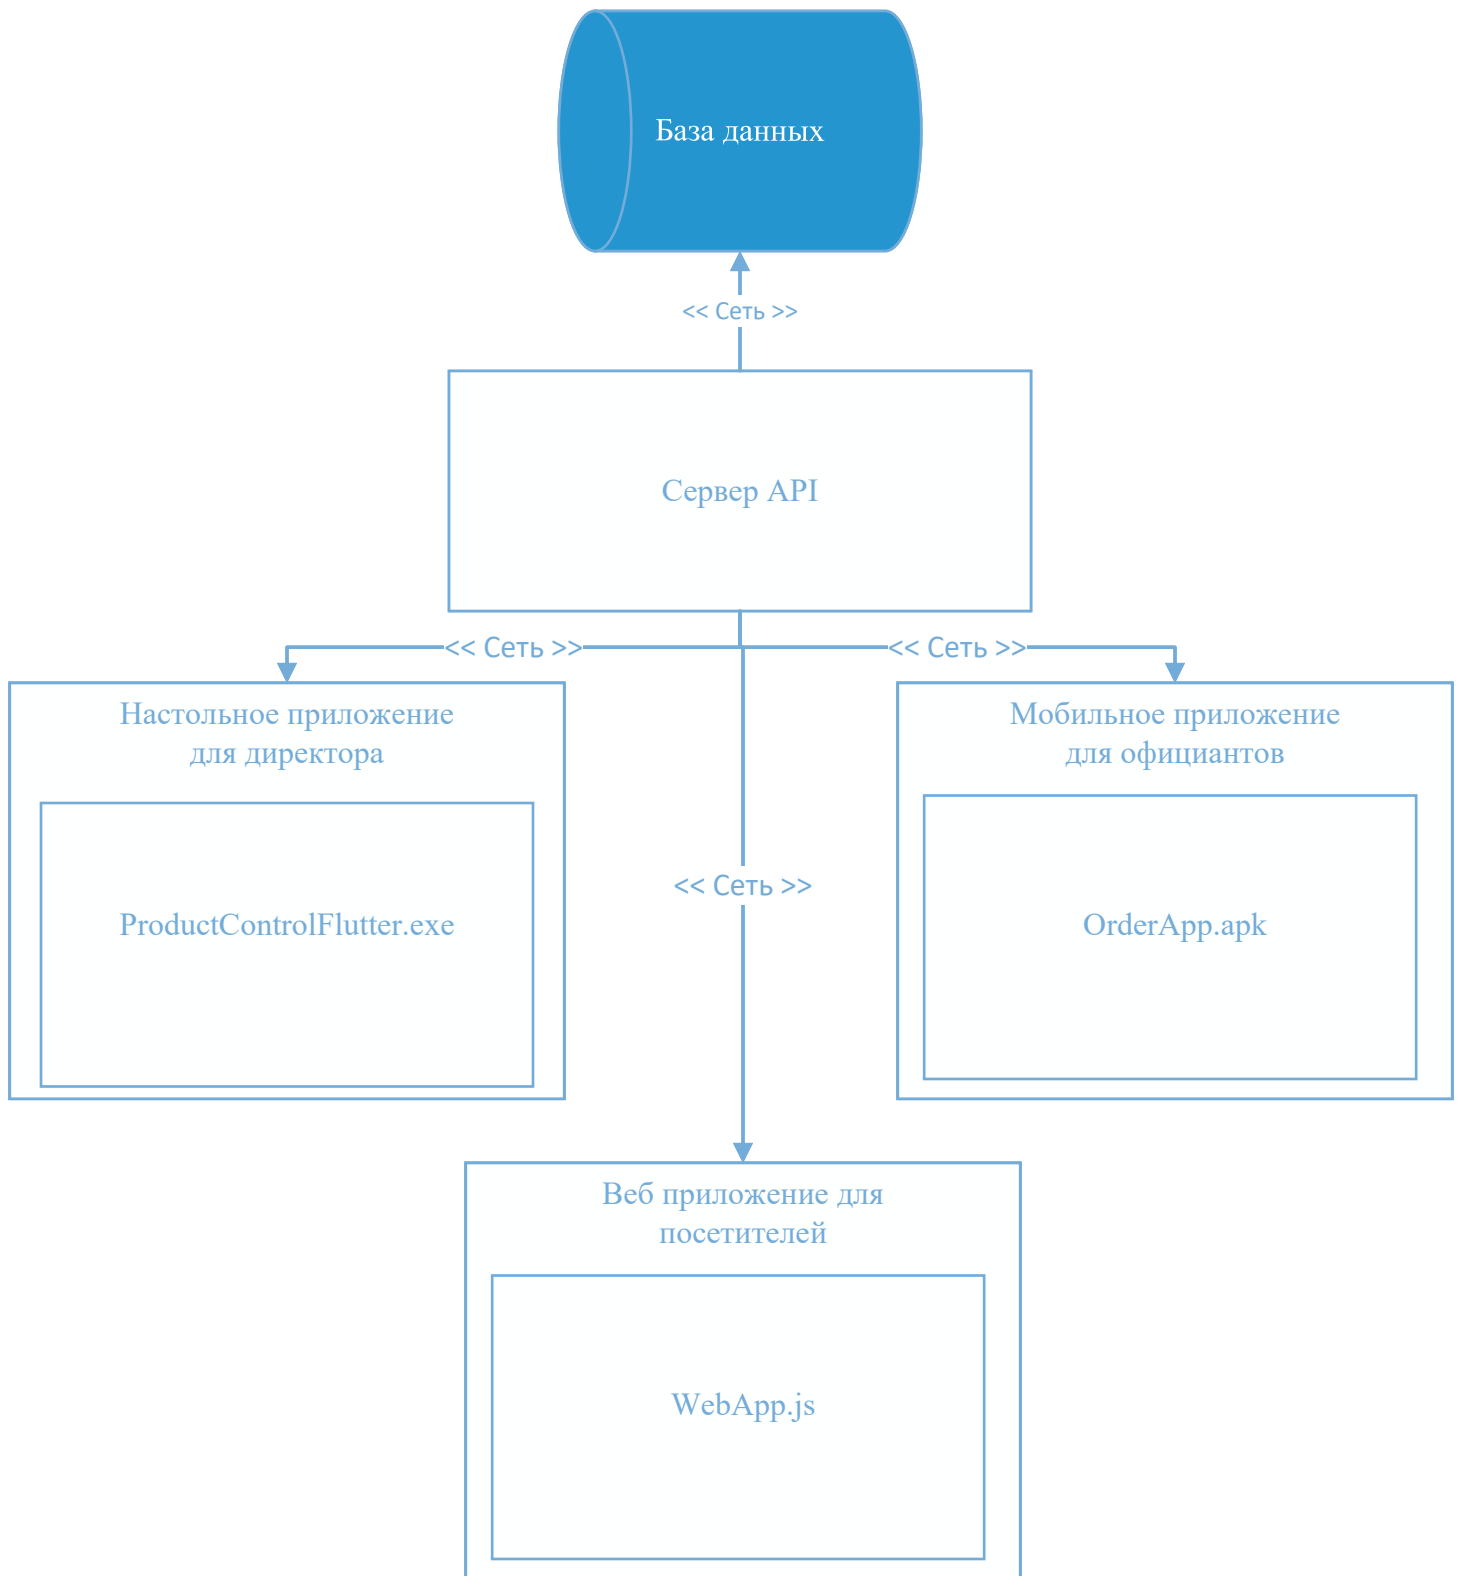 База данных
<< Сеть >>
Сервер API
<< Сеть >>
<< Сеть >>
Настольное приложение
для директора
Мобильное приложение
для официантов
<< Сеть >>
ProductControlFlutter.exe
OrderApp.apk
Веб приложение для
посетителей
WebApp.js